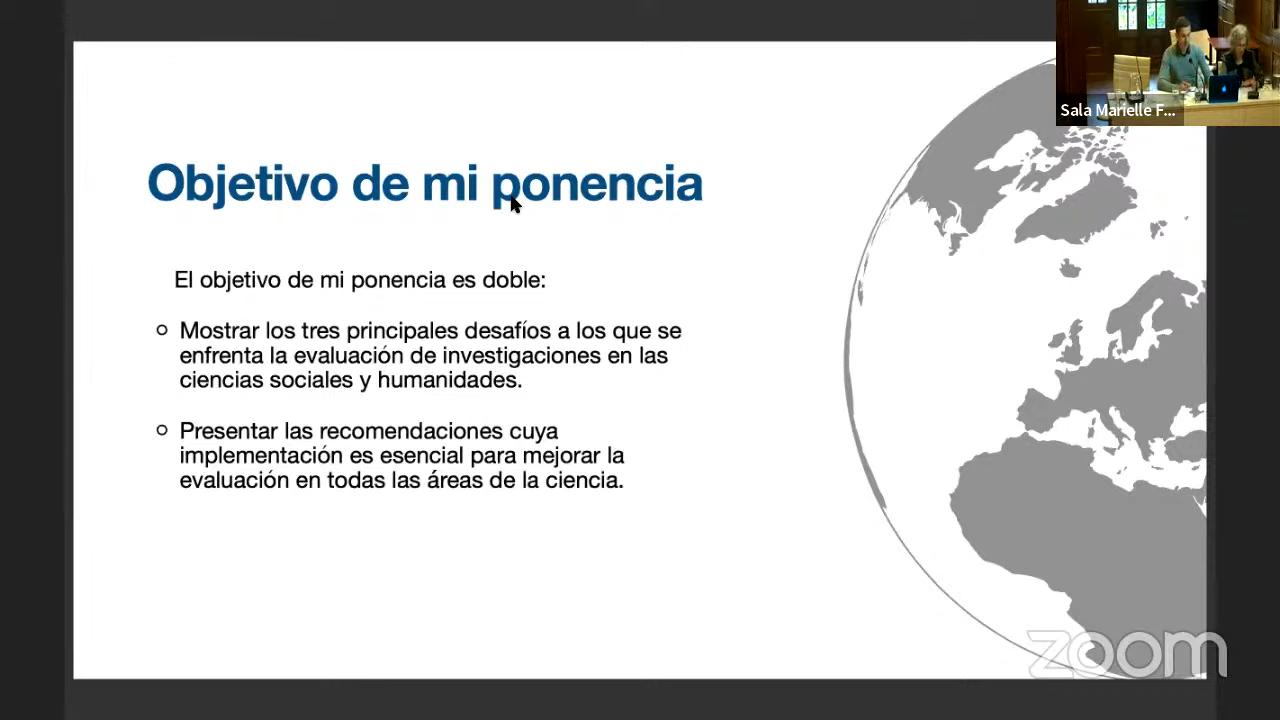 Sala Marielle F...
Objetivo de mi ponencia
El objetivo de mi ponencia es doble:
Mostrar los tres principales desafíos a los que se
enfrenta la evaluación de investigaciones en las
ciencias sociales y humanidades.
Presentar las recomendaciones cuya
implementación es esencial para mejorar la
evaluación en todas las áreas de la ciencia.
zoom